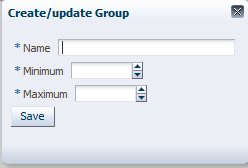 Create/update Group
* Name
* Minimum
* Maximum
Save